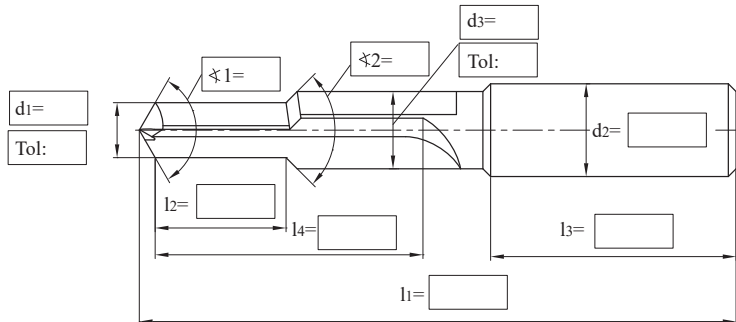 d3=
Tol:
∢1=
∢2=
d1=
Tol:
d2=
l2=
l4=
l3=
l1=